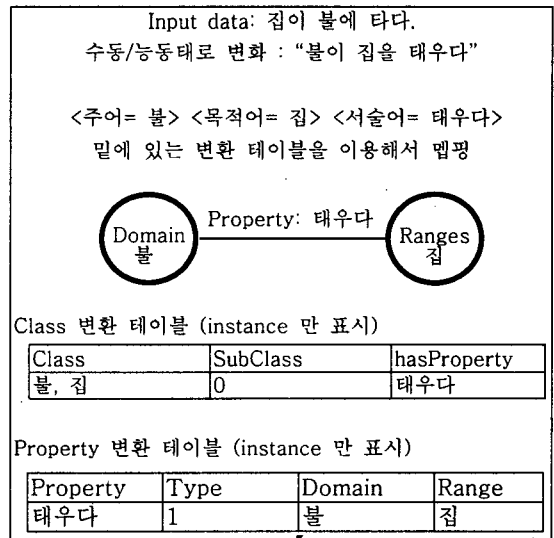 Input data: 집이 불에 타다.
수동/능동태로 변화 : "불이 집을 태우다"
<주어= 불> <목적어= 집> <서술어= 태우다>
밑에 있는 변환 테이블을 이용해서 멥핑
Property: 태우다
Domain
불
Ranges
집
Class 변환 테이블 (instance 만 표시)
Class SubClass hasProperty
불, 집 0 태우다
Property 변환 테이블 (instance 만 표시)
Property Type Domain Range
태우다 1 불 집